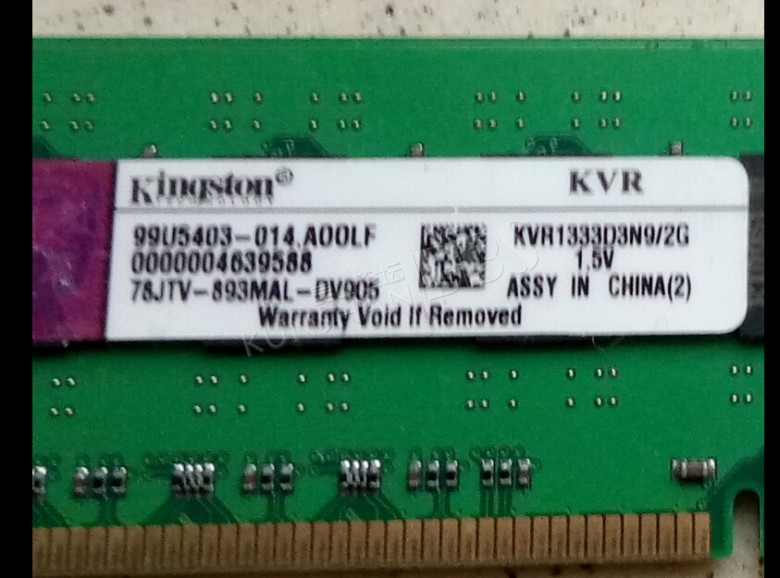 Kingston® KVR
99U5403-014.A00LF KVR1333D3N9/2G
0000004639588 1.5V
78JTV-893MAL-DV905 ASSY IN CHINA(2)
Warranty Void If Removed